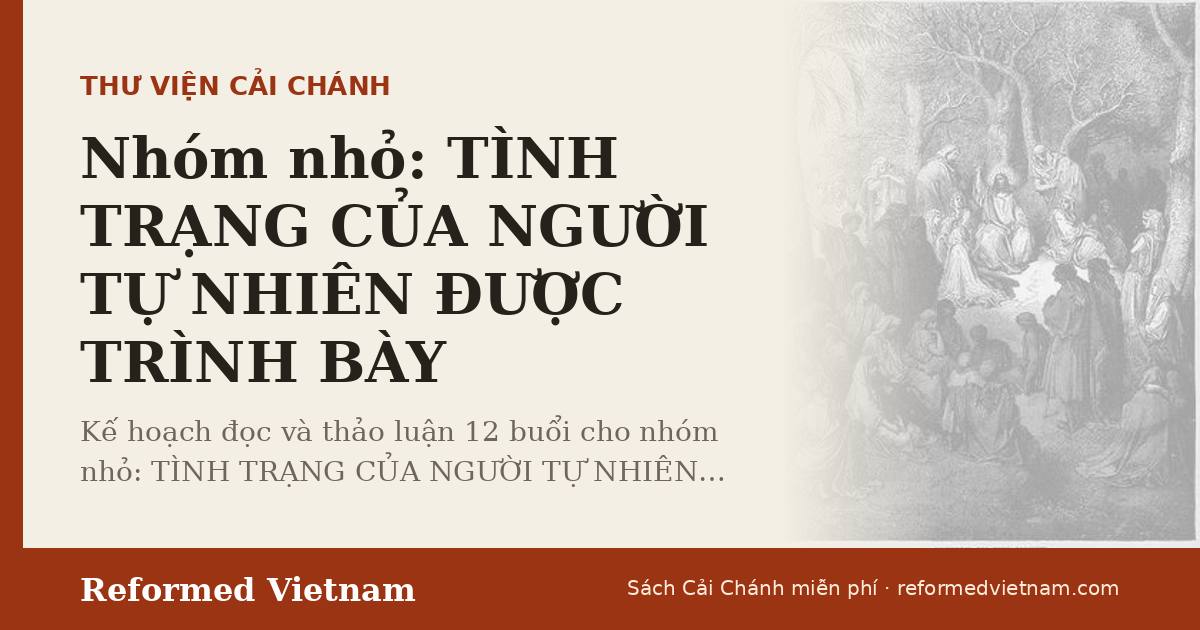 THƯ VIỆN CẢI CHÁNH
Nhóm nhỏ: TÌNH
TRẠNG CỦA NGƯỜI
TỰ NHIÊN ĐƯỢC
TRÌNH BÀY
Kế hoạch đọc và thảo luận 12 buổi cho nhóm
nhỏ: TÌNH TRẠNG CỦA NGƯỜI TỰ NHIÊN...
Reformed Vietnam
Sách Cải Chánh miễn phí · reformedvietnam.com